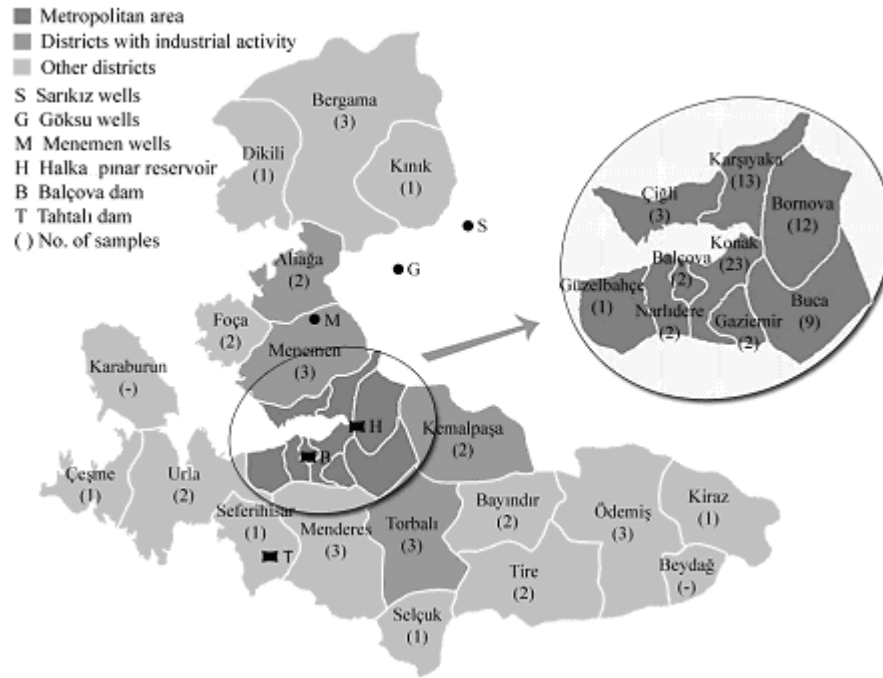 Metropolitan area
Districts with industrial activity
Other districts
S Sarıkız wells
G Göksu wells
M Menemen wells
H Halka pınar reservoir
B Balçova dam
T Tahtalı dam
( ) No. of samples
Bergama
(3)
Dikili
(1)
Kınık
(1)
S
G
Aliağa
(2)
Foça
(2)
M
Menemen
(3)
Karaburun
(-)
H
B
Kemalpaşa
(2)
Çeşme
(1)
Urla
(2)
Seferihisar
(1)
T
Menderes
(3)
Torbalı
(3)
Bayındır
(2)
Ödemiş
(3)
Kiraz
(1)
Beydağ
(-)
Tire
(2)
Selçuk
(1)
Karşıyaka
(13)
Çiğli
(3)
Bornova
(12)
Konak
(23)
Balçova
(2)
Güzelbahçe
(1)
Narlıdere
(2)
Gaziemir
(2)
Buca
(9)